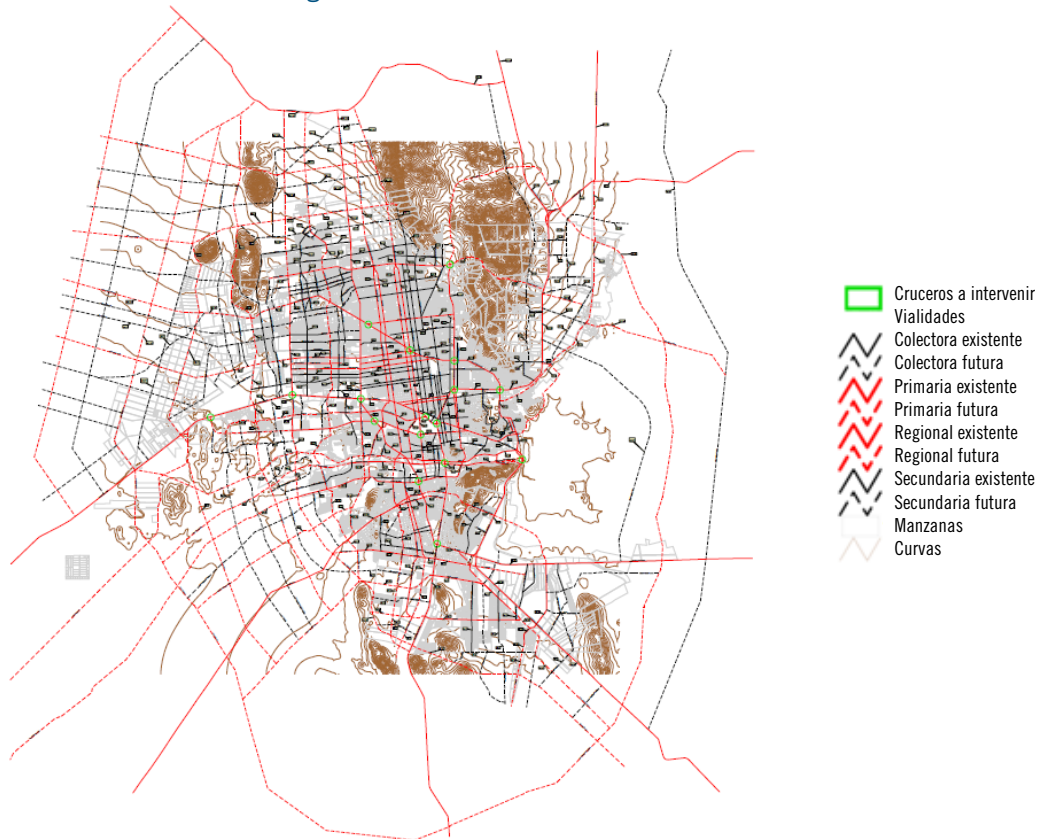 Cruceros a intervenir
Vialidades
Colectora existente
Colectora futura
Primaria existente
Primaria futura
Regional existente
Regional futura
Secundaria existente
Secundaria futura
Manzanas
Curvas